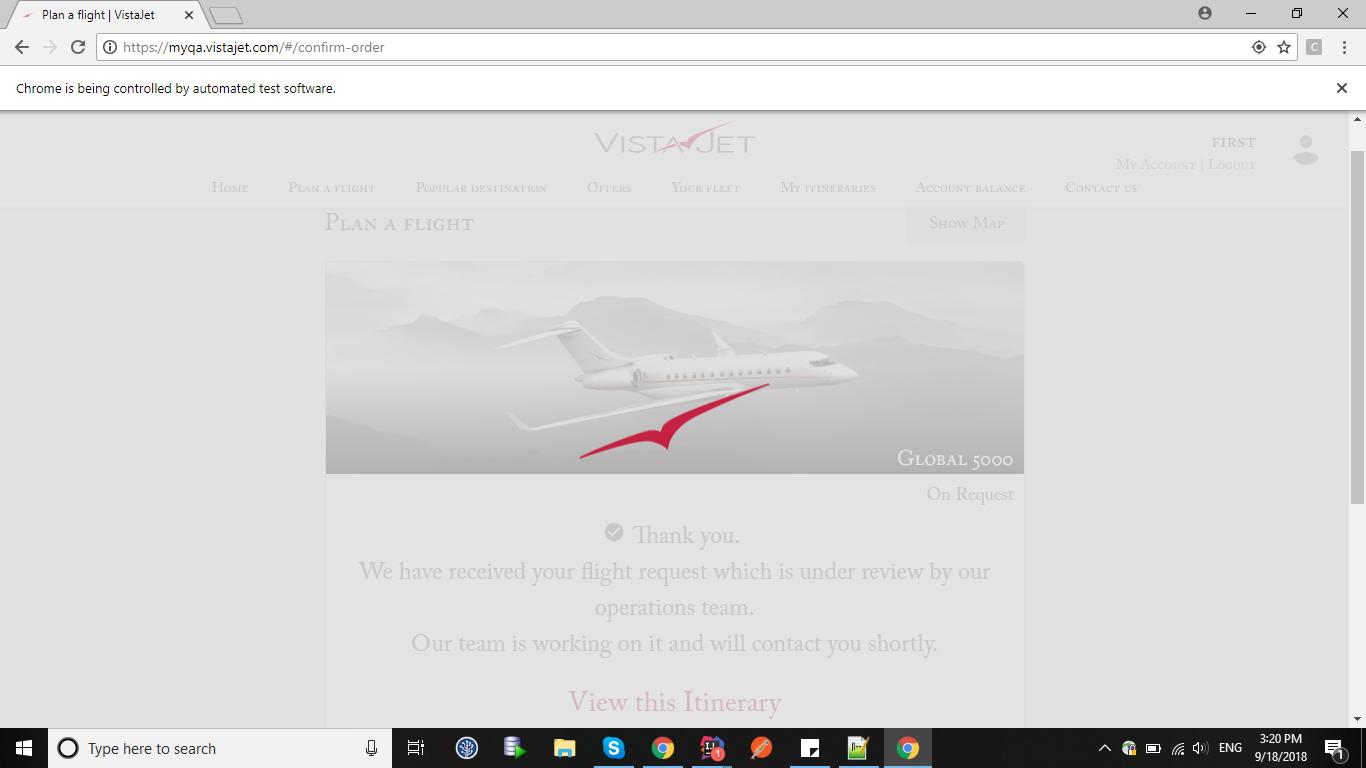 Plan a flight | VistaJet
https://myqa.vistajet.com/#/confirm-order
C
Chrome is being controlled by automated test software.
VISTAJET
FIRST
My Account | Logout
Home Plan a flight Popular destination Offers Your fleet My itineraries Account balance Contact us
Plan a flight
Show Map
Global 5000
On Request
Thank you.
We have received your flight request which is under review by our
operations team.
Our team is working on it and will contact you shortly.
View this Itinerary
Type here to search
ENG
3:20 PM
9/18/2018
1
1